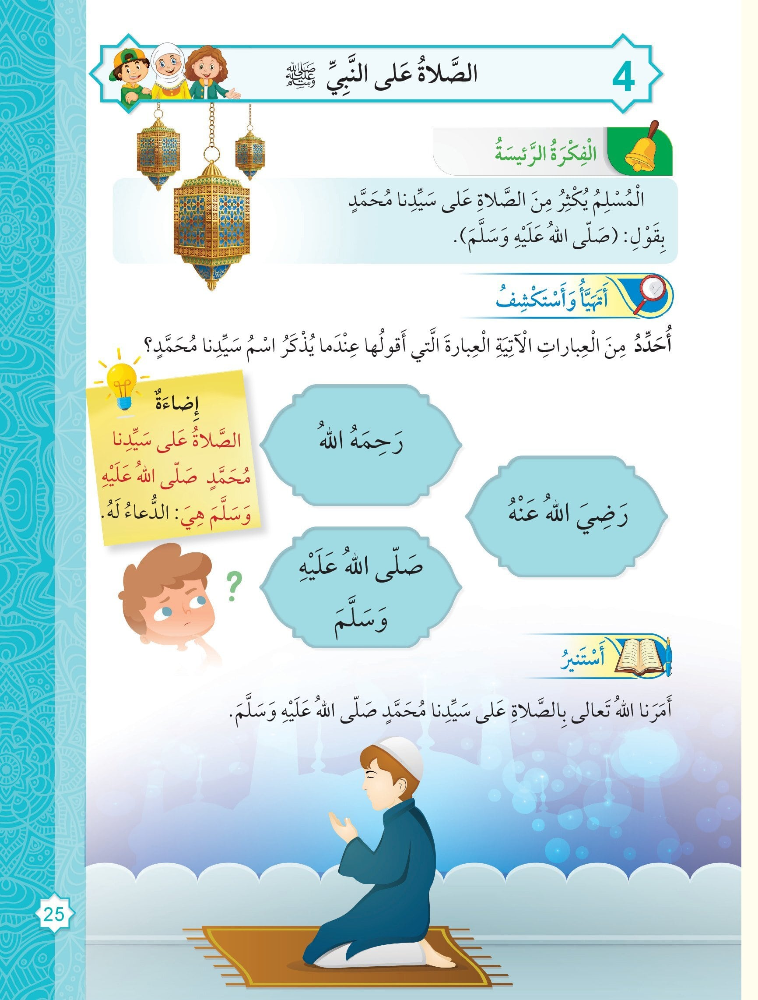 4
الصَّلاةُ عَلى النَّبِيِّ ﷺ
الْفِكْرَةُ الرَّئيسَةُ
الْمُسْلِمُ يُكْثِرُ مِنَ الصَّلاةِ عَلى سَيِّدِنا مُحَمَّدٍ
بِقَوْلِ: (صَلّى اللهُ عَلَيْهِ وَسَلَّمَ).
أَتَهَيَّأُ وَأَسْتَكْشِفُ
أُحَدِّدُ مِنَ الْعِباراتِ الْآتِيَةِ الْعِبارةَ الَّتي أَقولُها عِنْدَما يُذْكَرُ اسْمُ سَيِّدِنا مُحَمَّدٍ؟
رَحِمَهُ اللهُ
رَضِيَ اللهُ عَنْهُ
صَلّى اللهُ عَلَيْهِ
وَسَلَّمَ
إِضاءَةٌ
الصَّلاةُ عَلى سَيِّدِنا
مُحَمَّدٍ صَلّى اللهُ عَلَيْهِ
وَسَلَّمَ هِيَ: الدُّعاءُ لَهُ.
?
أَسْتَنيرُ
أَمَرَنا اللهُ تَعالى بِالصَّلاةِ عَلى سَيِّدِنا مُحَمَّدٍ صَلّى اللهُ عَلَيْهِ وَسَلَّمَ.
25